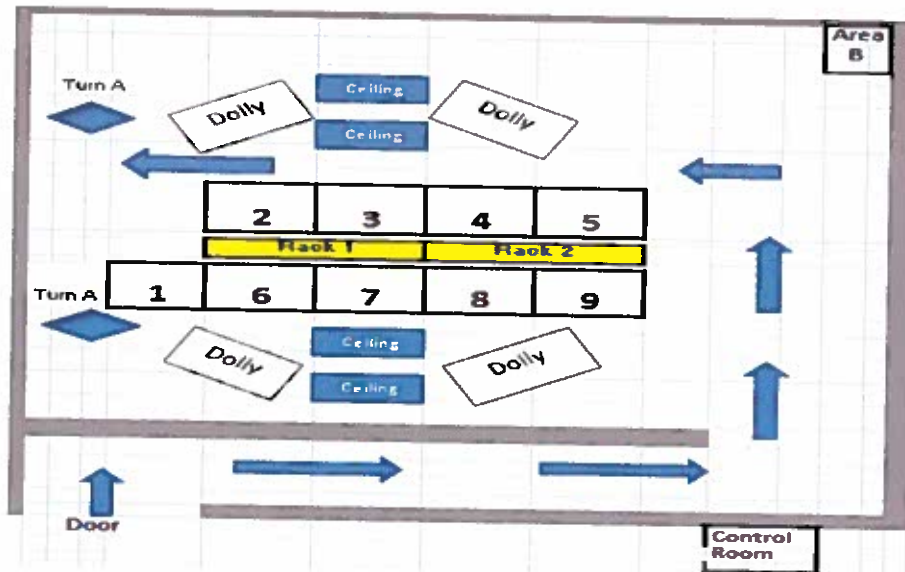 Area
B
Turn A
Ceiling
Dolly
Dolly
Ceiling
2
3
4
5
Rack 1
Rack 2
Turn A
1
6
7
8
9
Ceiling
Dolly
Dolly
Ceiling
Door
Control
Room